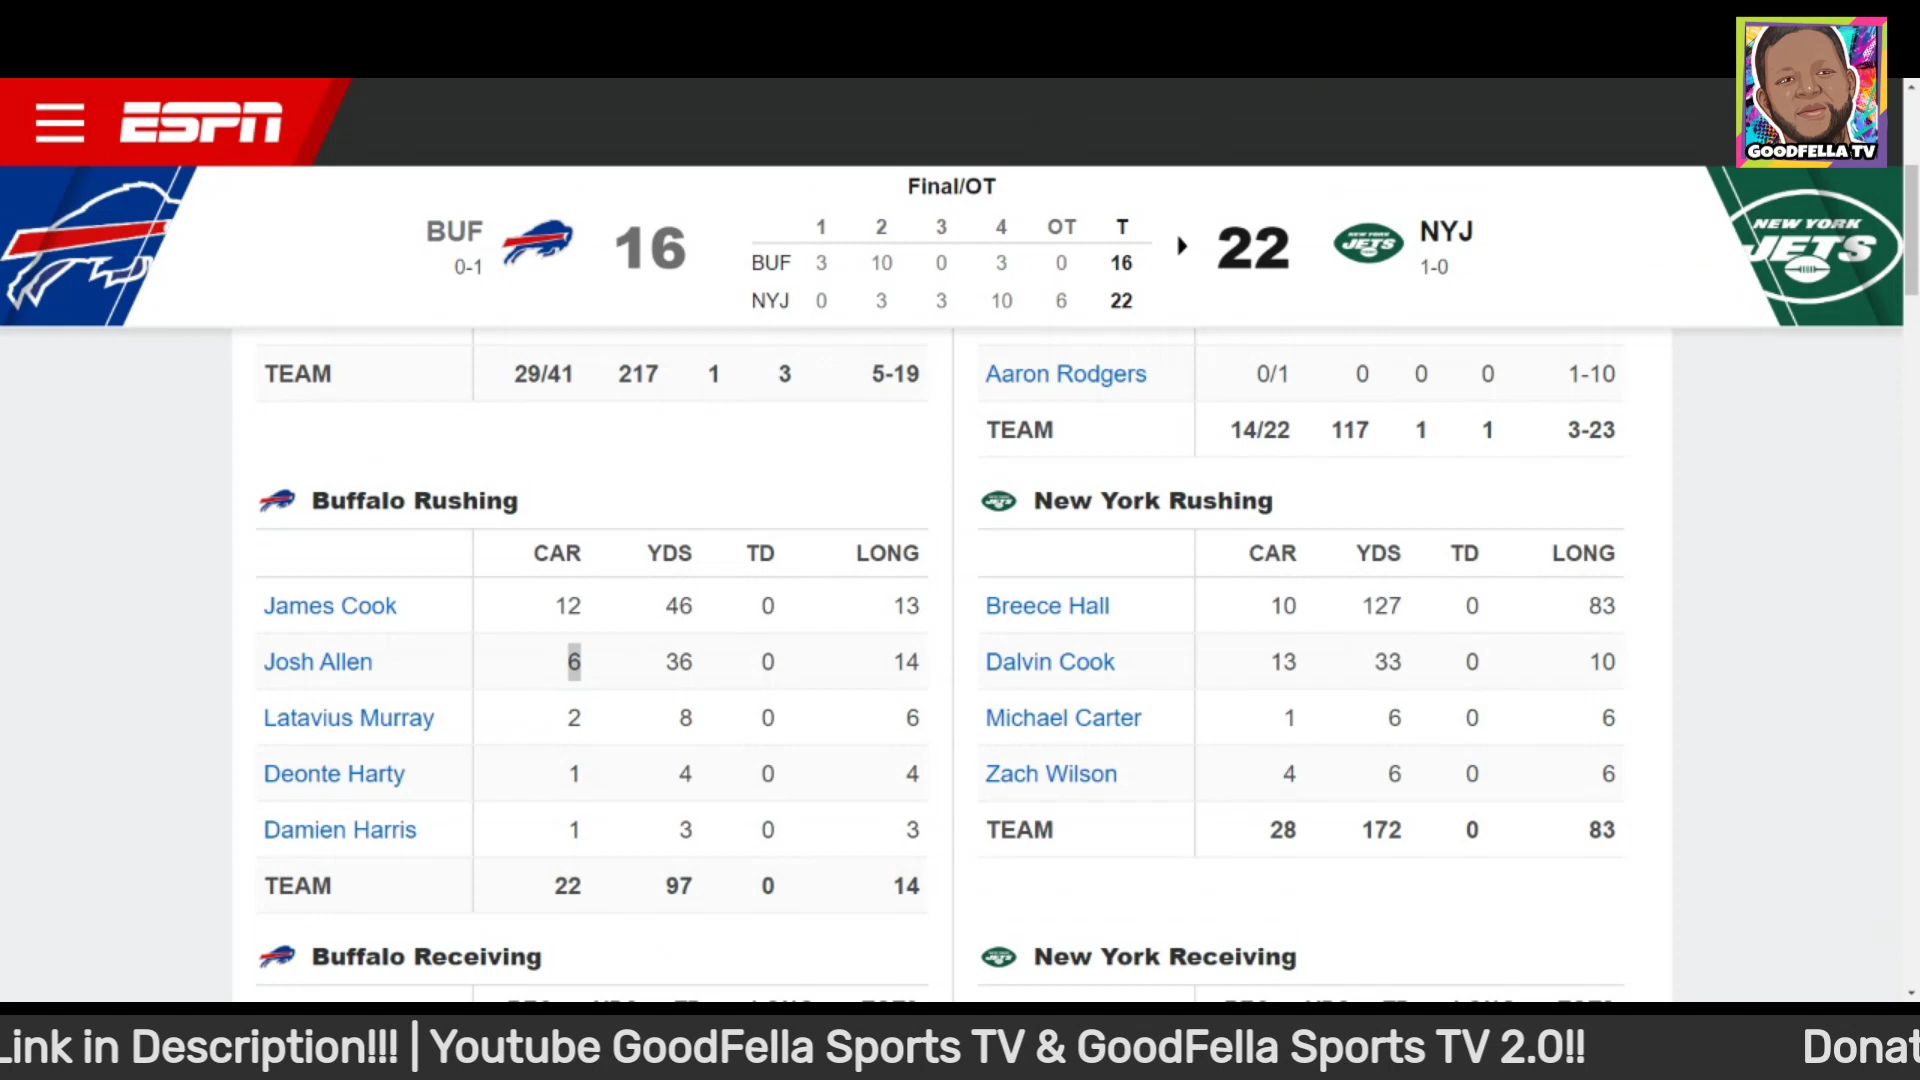 GOODFELLA TV
ESPN
Final/OT
BUF 0-1 16
1 2 3 4 OT T
BUF 3 10 0 3 0 16
NYJ 0 3 3 10 6 22
22 NYJ 1-0
NEW YORK JETS
TEAM 29/41 217 1 3 5-19
Aaron Rodgers 0/1 0 0 0 1-10
TEAM 14/22 117 1 1 3-23
Buffalo Rushing
CAR YDS TD LONG
James Cook 12 46 0 13
Josh Allen 6 36 0 14
Latavius Murray 2 8 0 6
Deonte Harty 1 4 0 4
Damien Harris 1 3 0 3
TEAM 22 97 0 14
New York Rushing
CAR YDS TD LONG
Breece Hall 10 127 0 83
Dalvin Cook 13 33 0 10
Michael Carter 1 6 0 6
Zach Wilson 4 6 0 6
TEAM 28 172 0 83
Buffalo Receiving
New York Receiving
Link in Description!!! | Youtube GoodFella Sports TV & GoodFella Sports TV 2.0!! Donat